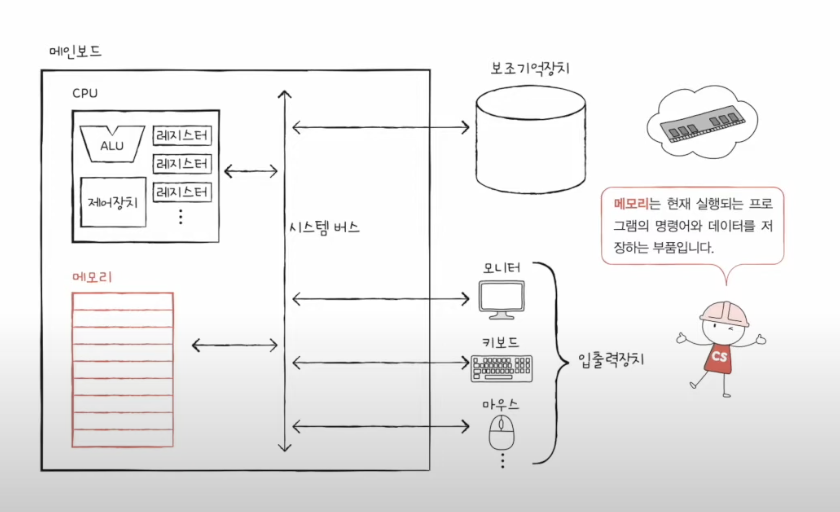 메인보드
CPU
ALU
레지스터
레지스터
레지스터
제어장치
시스템 버스
메모리
보조기억장치
모니터
키보드
마우스
입출력장치
메모리는 현재 실행되는 프로
그램의 명령어와 데이터를 저
장하는 부품입니다.
CS